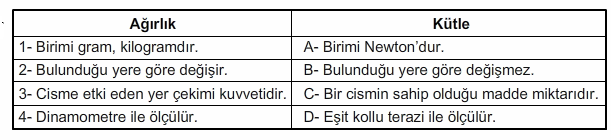 Ağırlık Kütle
1- Birimi gram, kilogramdır. A- Birimi Newton'dur.
2- Bulunduğu yere göre değişir. B- Bulunduğu yere göre değişmez.
3- Cisme etki eden yer çekimi kuvvetidir. C- Bir cismin sahip olduğu madde miktarıdır.
4- Dinamometre ile ölçülür. D- Eşit kollu terazi ile ölçülür.